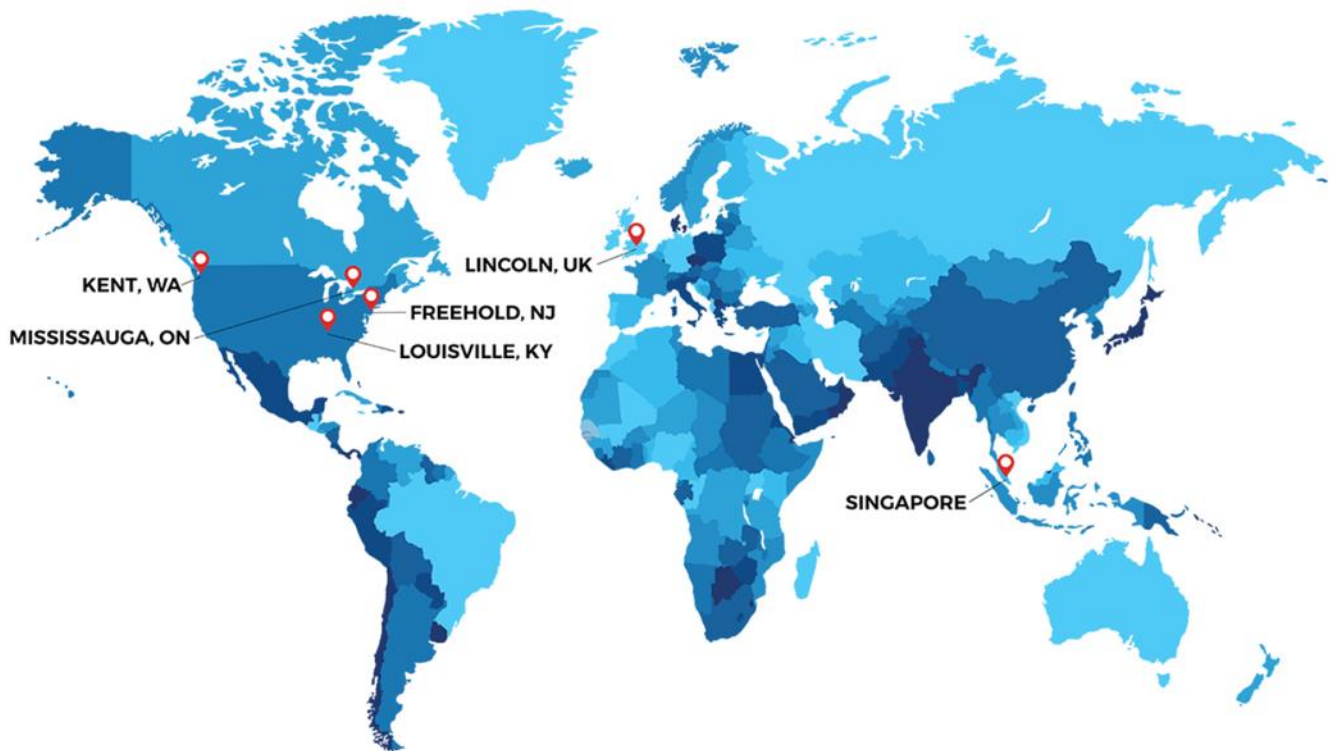 LINCOLN, UK
KENT, WA
FREEHOLD, NJ
MISSISSAUGA, ON
LOUISVILLE, KY
SINGAPORE